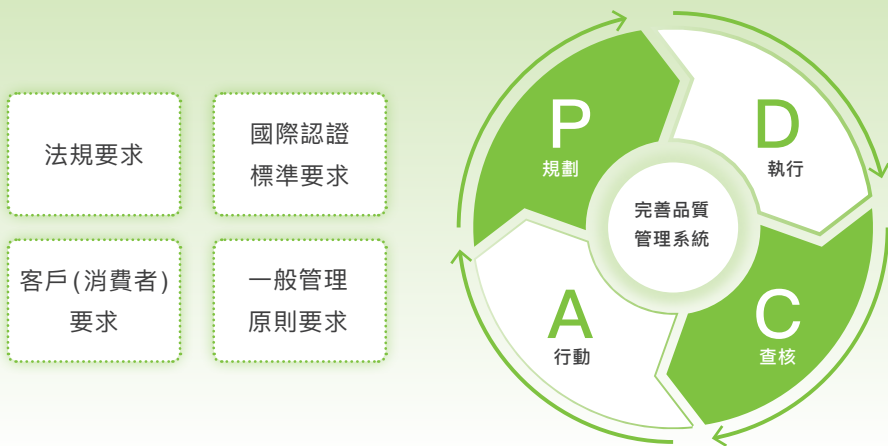 法規要求
國際認證
標準要求
客戶(消費者)
要求
一般管理
原則要求
P
規劃
D
執行
完善品質
管理系統
A
行動
C
查核